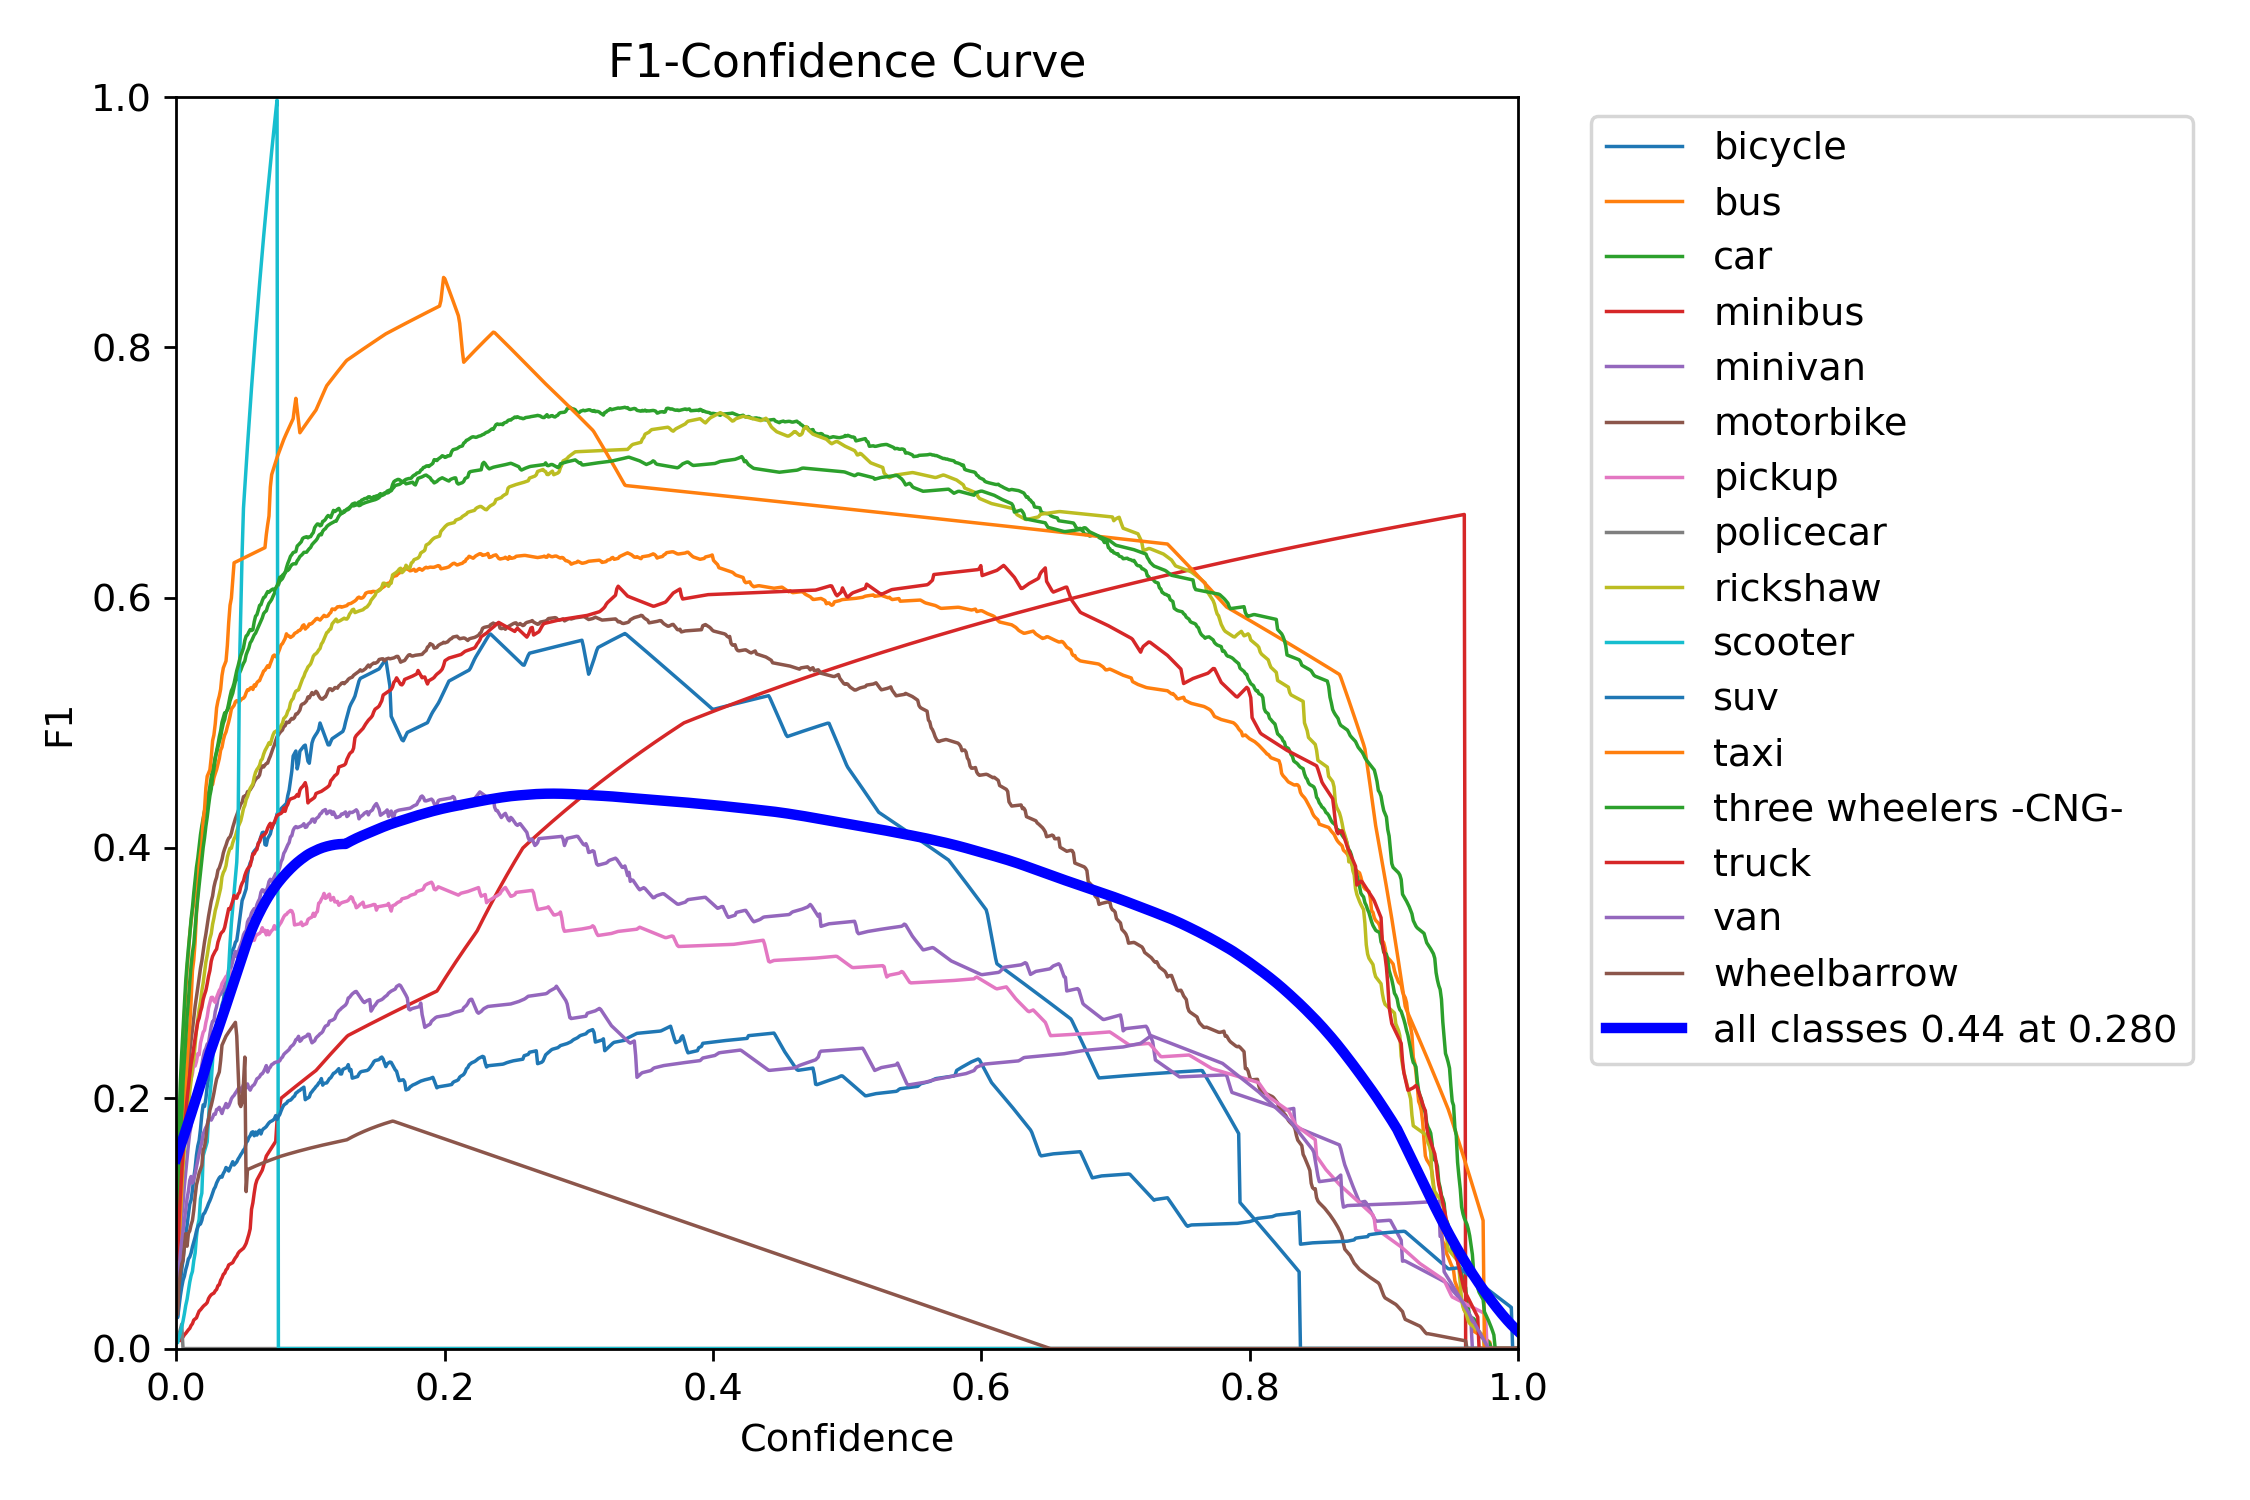 F1-Confidence Curve
1.0
0.8
0.6
0.4
0.2
0.0
F1
0.0 0.2 0.4 0.6 0.8 1.0
Confidence
bicycle
bus
car
minibus
minivan
motorbike
pickup
policecar
rickshaw
scooter
suv
taxi
three wheelers -CNG-
truck
van
wheelbarrow
all classes 0.44 at 0.280